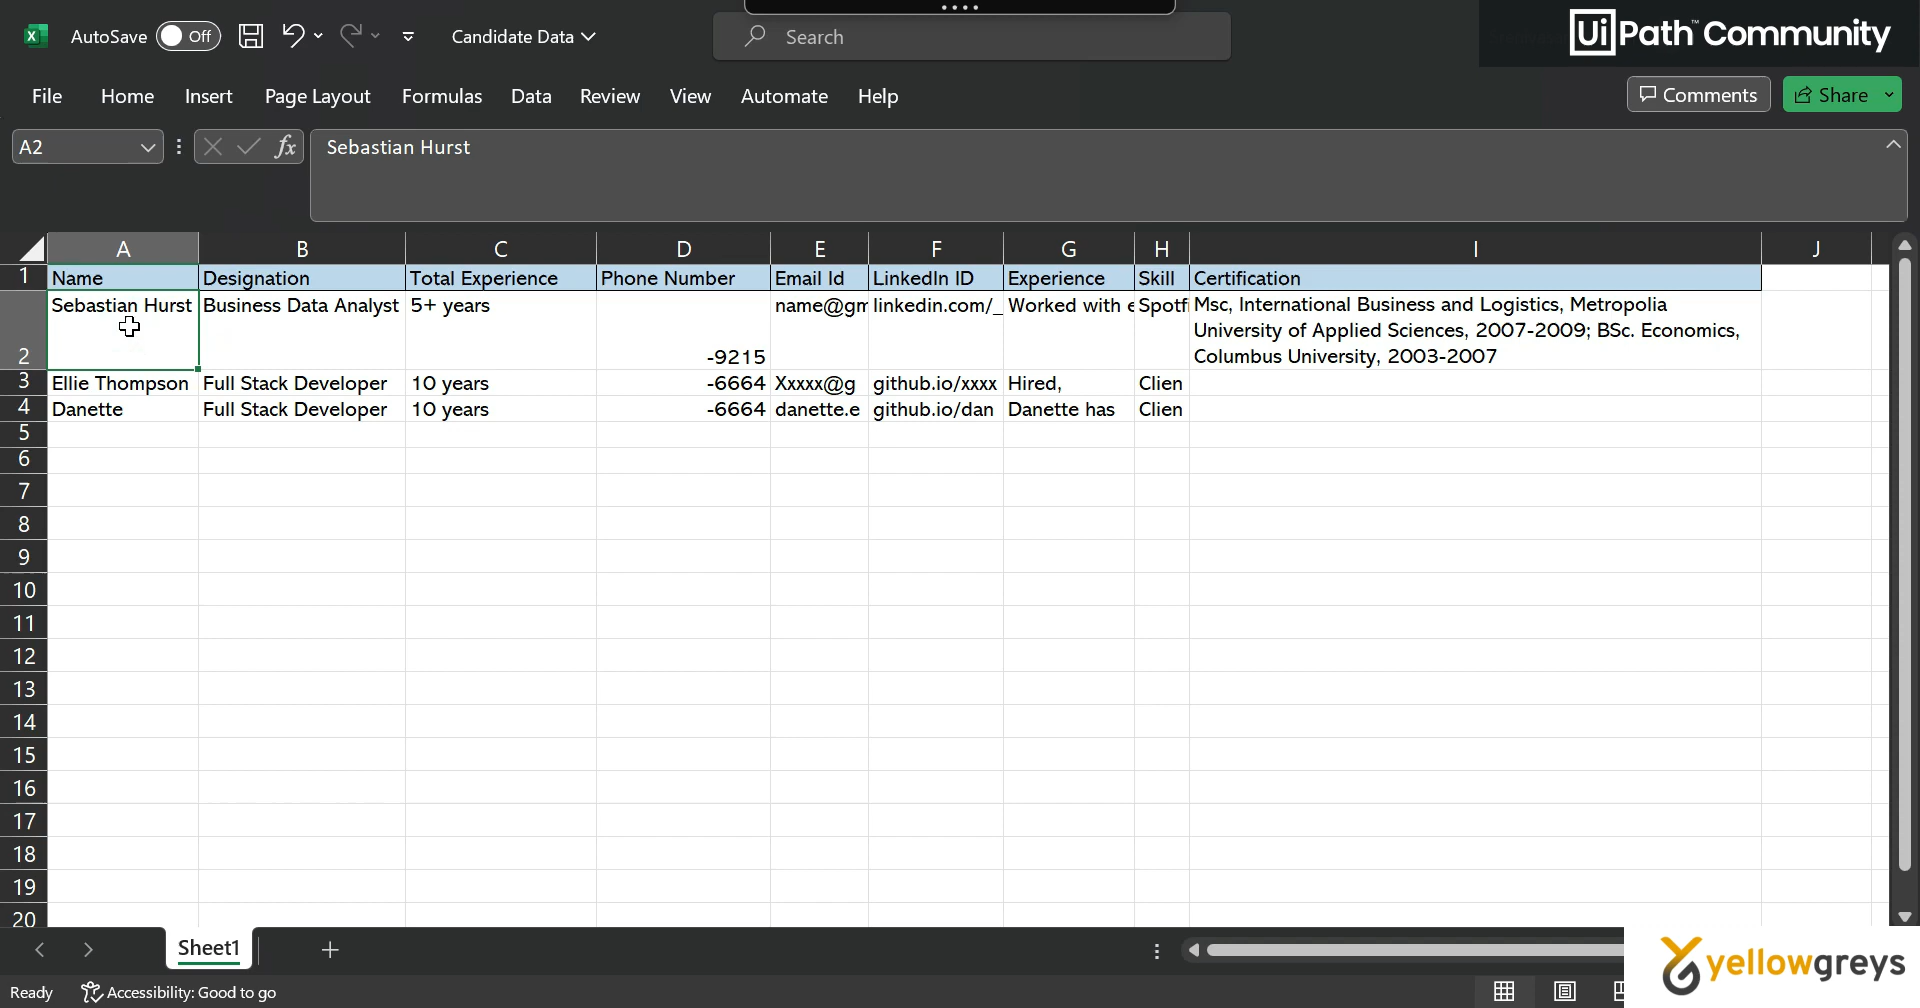 AutoSave Off Candidate Data Search
UiPath™ Community
File Home Insert Page Layout Formulas Data Review View Automate Help Comments Share
A2 fx Sebastian Hurst
A B C D E F G H I J
1 Name Designation Total Experience Phone Number Email Id LinkedIn ID Experience Skill Certification
Sebastian Hurst Business Data Analyst 5+ years name@gm linkedin.com/_ Worked with e Spotfi Msc, International Business and Logistics, Metropolia
University of Applied Sciences, 2007-2009; BSc. Economics,
2 -9215 Columbus University, 2003-2007
3 Ellie Thompson Full Stack Developer 10 years -6664 Xxxxx@g github.io/xxxx Hired, Clien
4 Danette Full Stack Developer 10 years -6664 danette.e github.io/dan Danette has Clien
5
6
7
8
9
10
11
12
13
14
15
16
17
18
19
20
Sheet1
Ready Accessibility: Good to go
yellowgreys